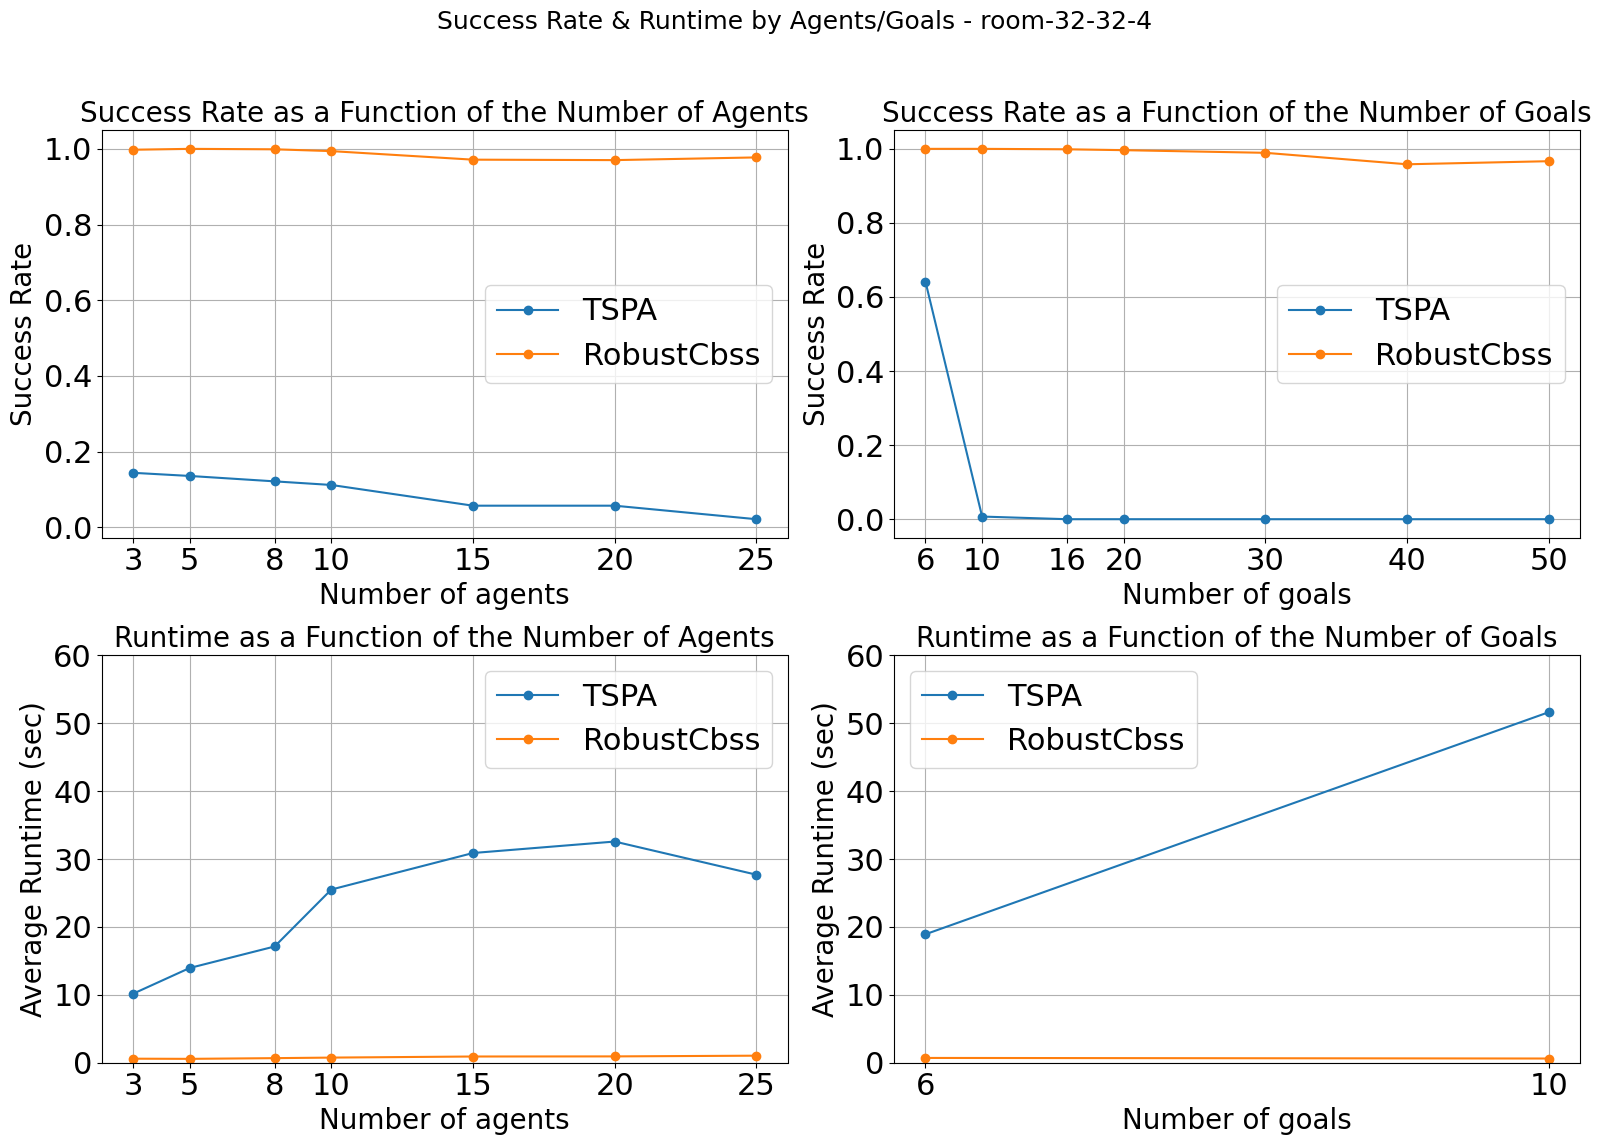 Success Rate & Runtime by Agents/Goals - room-32-32-4
Success Rate as a Function of the Number of Agents
Success Rate
1.0
0.8
0.6
0.4
0.2
0.0
TSPA
RobustCbss
3 5 8 10 15 20 25
Number of agents
Success Rate as a Function of the Number of Goals
Success Rate
1.0
0.8
0.6
0.4
0.2
0.0
TSPA
RobustCbss
6 10 16 20 30 40 50
Number of goals
Runtime as a Function of the Number of Agents
Average Runtime (sec)
60
50
40
30
20
10
0
TSPA
RobustCbss
3 5 8 10 15 20 25
Number of agents
Runtime as a Function of the Number of Goals
Average Runtime (sec)
60
50
40
30
20
10
0
TSPA
RobustCbss
6 10
Number of goals